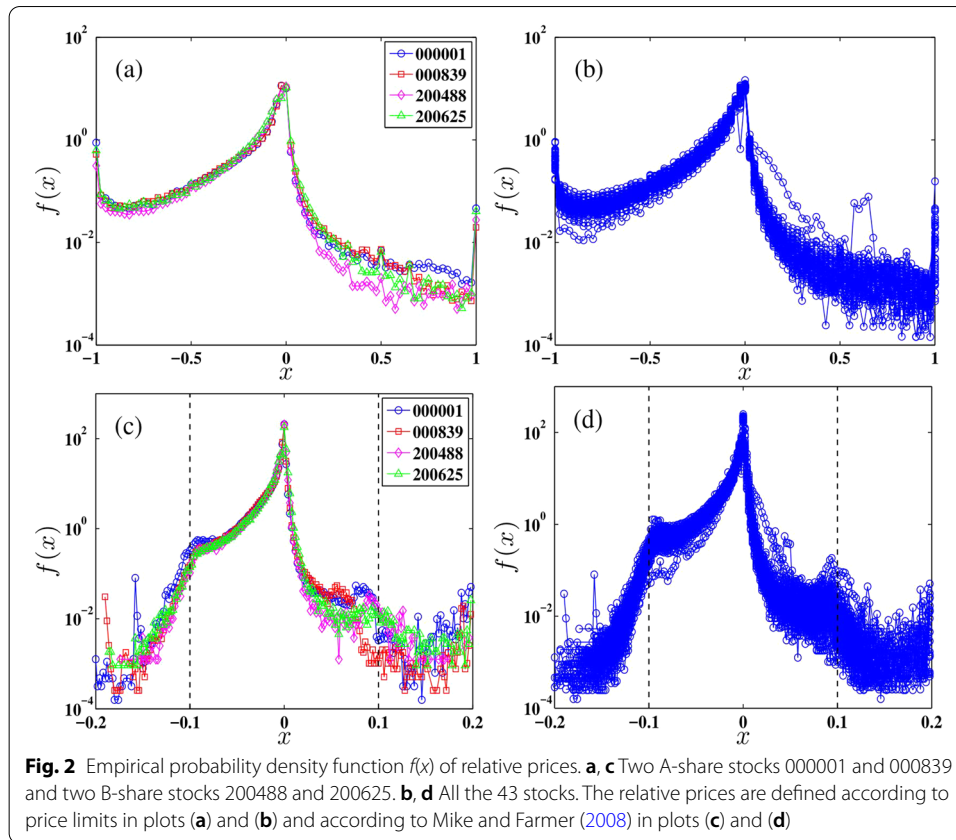 10^2
10^0
10^-2
10^-4
f(x)
(a)
000001
000839
200488
200625
−1
−0.5
0
0.5
1
x
10^2
10^0
10^-2
10^-4
f(x)
(b)
−1
−0.5
0
0.5
1
x
10^2
10^0
10^-2
10^-4
f(x)
(c)
000001
000839
200488
200625
−0.2
−0.1
0
0.1
0.2
x
10^2
10^0
10^-2
10^-4
f(x)
(d)
−0.2
−0.1
0
0.1
0.2
x
Fig. 2 Empirical probability density function f(x) of relative prices. a, c Two A-share stocks 000001 and 000839
and two B-share stocks 200488 and 200625. b, d All the 43 stocks. The relative prices are defined according to
price limits in plots (a) and (b) and according to Mike and Farmer (2008) in plots (c) and (d)